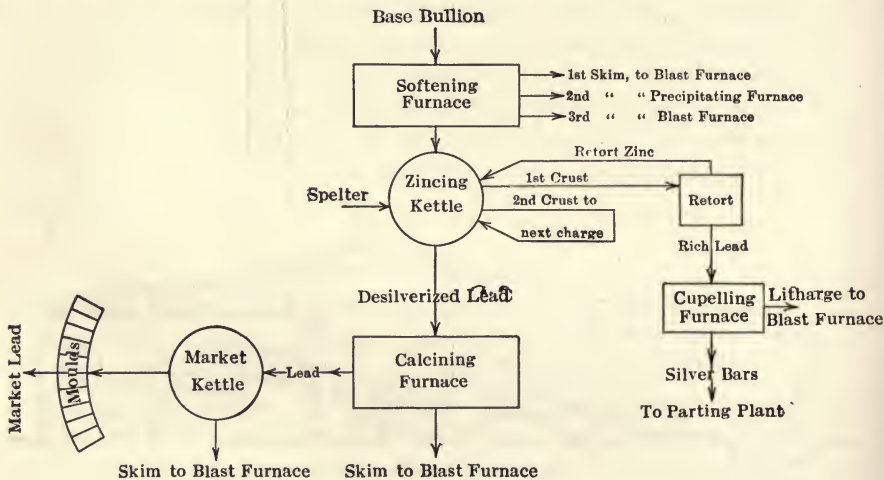 Base Bullion
Softening
Furnace
1st Skim, to Blast Furnace
2nd “ “ Precipitating Furnace
3rd “ “ Blast Furnace
Retort Zinc
Spelter
Zincing
Kettle
1st Crust
2nd Crust to
next charge
Retort
Rich Lead
Desilverized Lead
Cupelling
Furnace
Litharge to
Blast Furnace
Market Lead
Moulds
Market
Kettle
Lead
Calcining
Furnace
Silver Bars
To Parting Plant
Skim to Blast Furnace
Skim to Blast Furnace